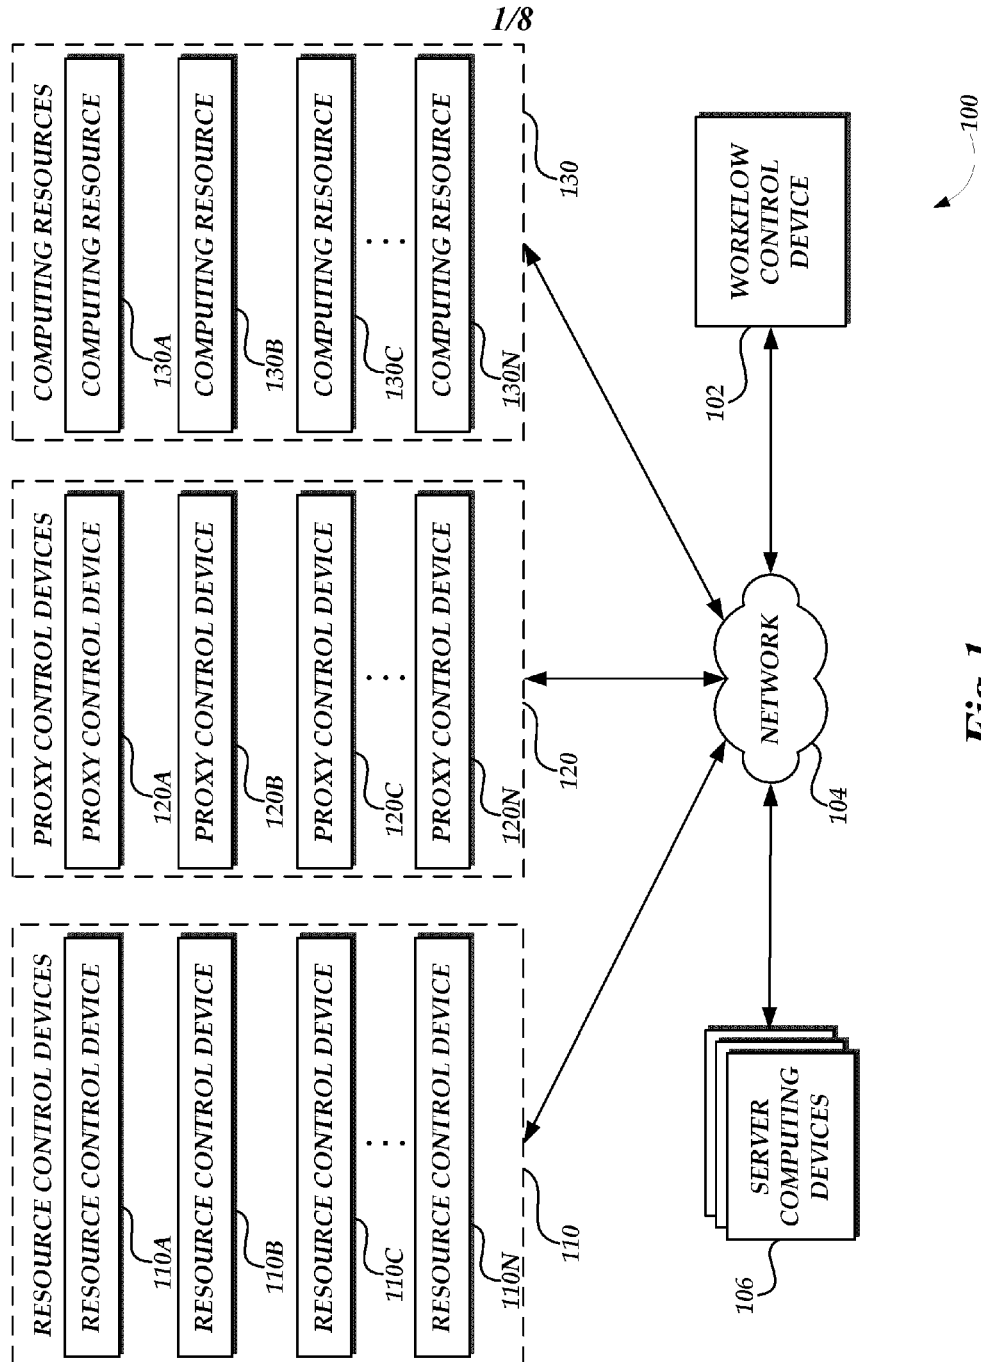 1/8
RESOURCE CONTROL DEVICES
RESOURCE CONTROL DEVICE
110A
RESOURCE CONTROL DEVICE
110B
RESOURCE CONTROL DEVICE
110C
. . .
RESOURCE CONTROL DEVICE
110N
110
PROXY CONTROL DEVICES
PROXY CONTROL DEVICE
120A
PROXY CONTROL DEVICE
120B
PROXY CONTROL DEVICE
120C
. . .
PROXY CONTROL DEVICE
120N
120
COMPUTING RESOURCES
COMPUTING RESOURCE
130A
COMPUTING RESOURCE
130B
COMPUTING RESOURCE
130C
. . .
COMPUTING RESOURCE
130N
130
SERVER
COMPUTING
DEVICES
106
NETWORK
104
WORKFLOW
CONTROL
DEVICE
102
100
Fig. 1